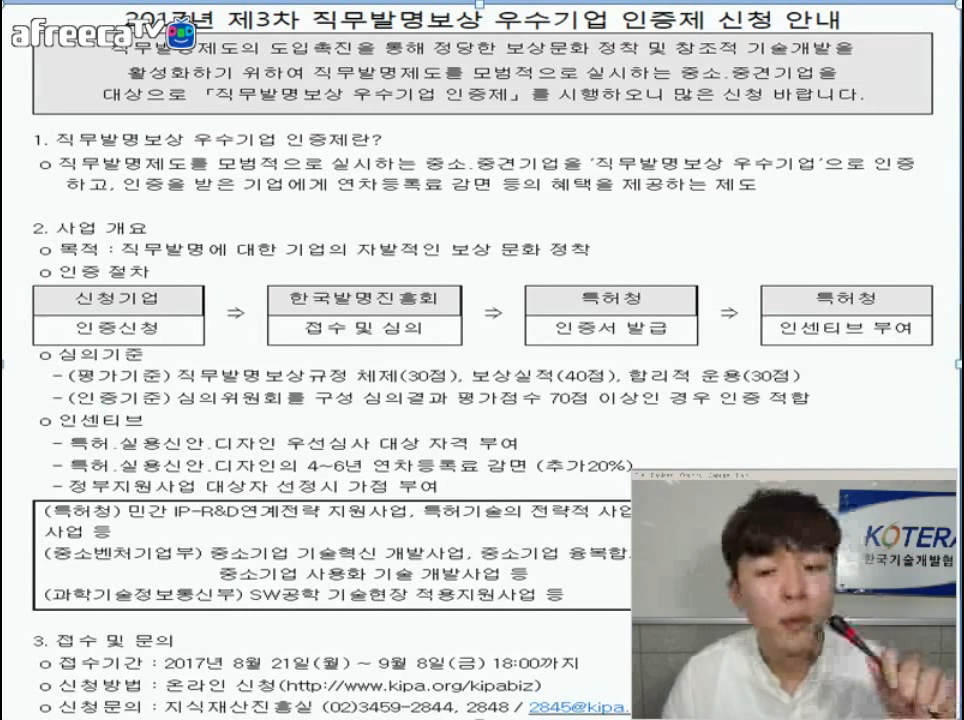 2017년 제3차 직무발명보상 우수기업 인증제 신청 안내
afreecaTV
직무발명제도의 도입촉진을 통해 정당한 보상문화 정착 및 창조적 기술개발을
활성화하기 위하여 직무발명제도를 모범적으로 실시하는 중소.중견기업을
대상으로 「직무발명보상 우수기업 인증제」를 시행하오니 많은 신청 바랍니다.
1. 직무발명보상 우수기업 인증제란?
o 직무발명제도를 모범적으로 실시하는 중소.중견기업을 '직무발명보상 우수기업'으로 인증
하고, 인증을 받은 기업에게 연차등록료 감면 등의 혜택을 제공하는 제도
2. 사업 개요
o 목적 : 직무발명에 대한 기업의 자발적인 보상 문화 정착
o 인증 절차
신청기업 ⇒ 한국발명진흥회 ⇒ 특허청 ⇒ 특허청
인증신청 접수 및 심의 인증서 발급 인센티브 부여
o 심의기준
- (평가기준) 직무발명보상규정 체제(30점), 보상실적(40점), 합리적 운용(30점)
- (인증기준) 심의위원회를 구성 심의결과 평가점수 70점 이상인 경우 인증 적합
o 인센티브
- 특허.실용신안.디자인 우선심사 대상 자격 부여
- 특허.실용신안.디자인의 4~6년 연차등록료 감면 (추가20%)
- 정부지원사업 대상자 선정시 가점 부여
(특허청) 민간 IP-R&D연계전략 지원사업, 특허기술의 전략적 사업
사업 등
(중소벤처기업부) 중소기업 기술혁신 개발사업, 중소기업 융복합
중소기업 사용화 기술 개발사업 등
(과학기술정보통신부) SW공학 기술현장 적용지원사업 등
KOTERA
한국기술개발협
3. 접수 및 문의
o 접수기간 : 2017년 8월 21일(월) ~ 9월 8일(금) 18:00까지
o 신청방법 : 온라인 신청(http://www.kipa.org/kipabiz)
o 신청문의 : 지식재산진흥실 (02)3459-2844, 2848 / 2845@kipa.